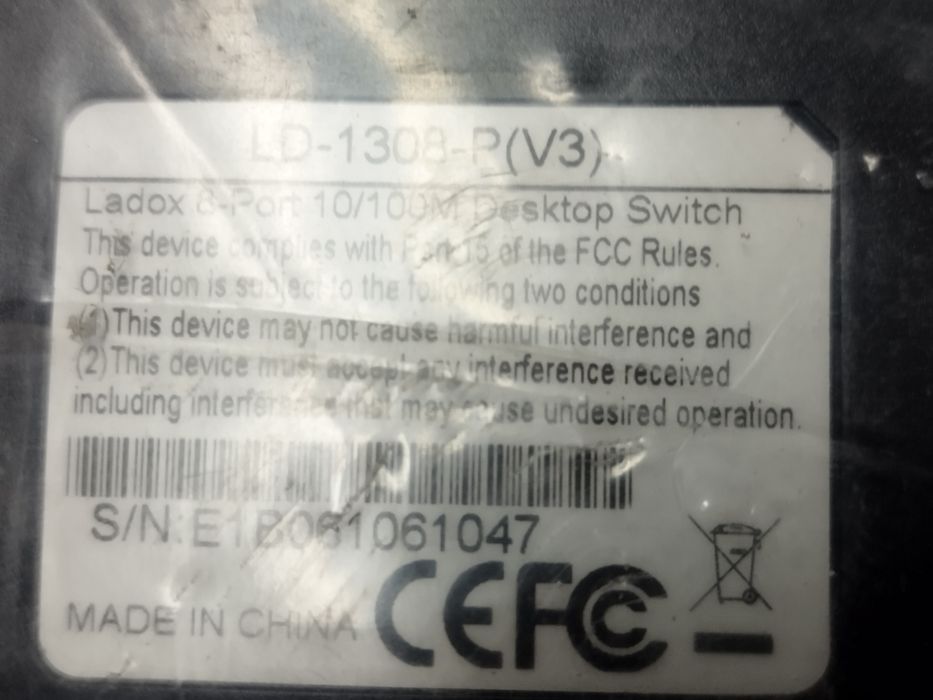 LD-1308-P(V3)
Ladox 8-Port 10/100M Desktop Switch
This device complies with Part 15 of the FCC Rules.
Operation is subject to the following two conditions
(1)This device may not cause harmful interference and
(2)This device must accept any interference received
including interference that may cause undesired operation.
S/N:E1B061061047
MADE IN CHINA
CE FC